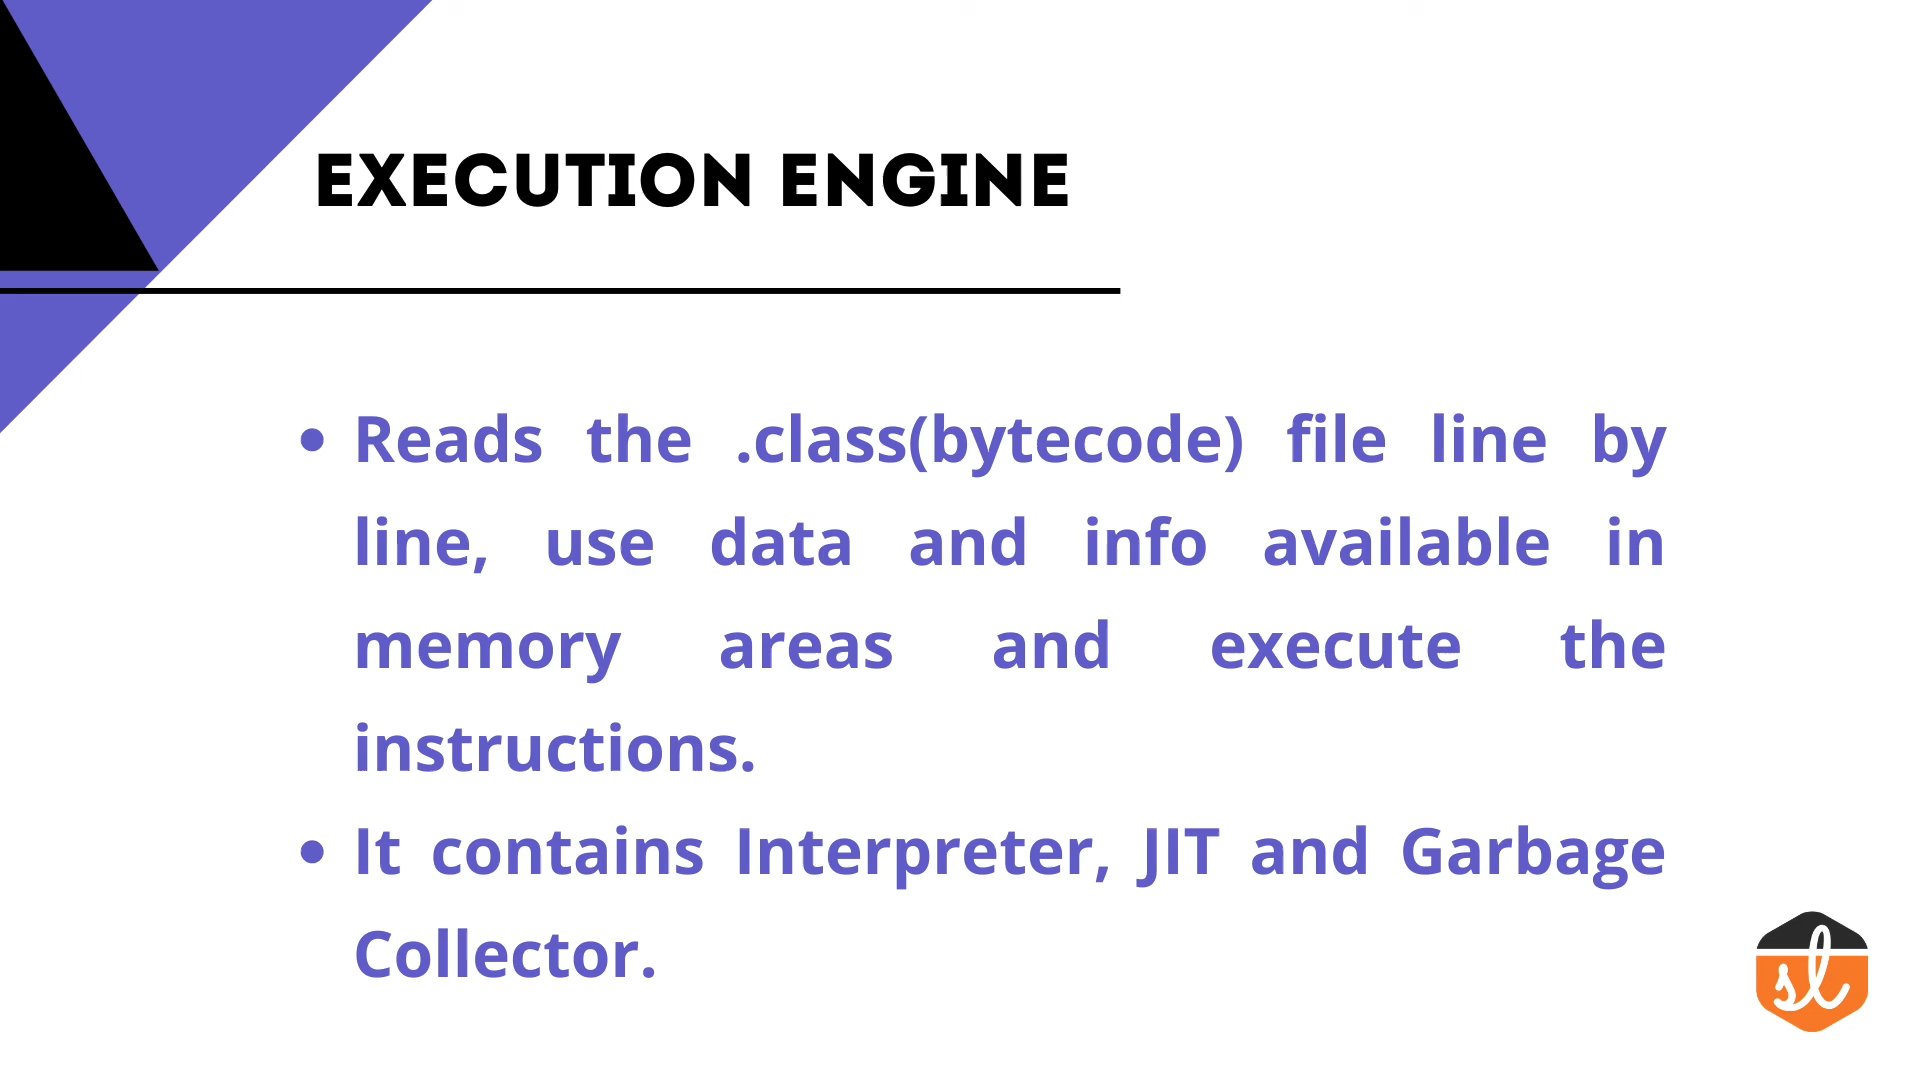 EXECUTION ENGINE
• Reads the .class(bytecode) file line by
line, use data and info available in
memory areas and execute the
instructions.
• It contains Interpreter, JIT and Garbage
Collector.
sl